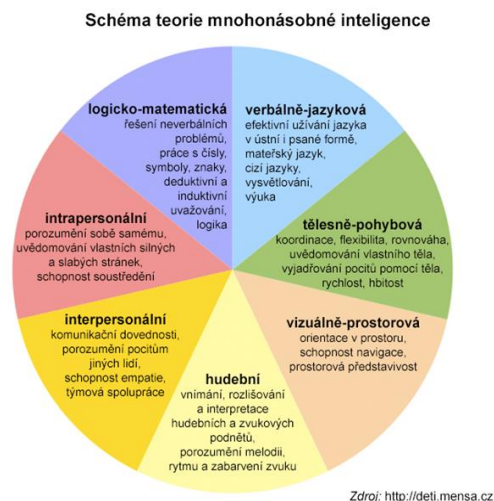 Schéma teorie mnohonásobné inteligence
logicko-matematická
řešení neverbálních
problémů,
práce s čísly,
symboly, znaky,
deduktivní a
induktivní
uvažování,
logika
verbálně-jazyková
efektivní užívání jazyka
v ústní i psané formě,
mateřský jazyk,
cizí jazyky,
vysvětlování,
výuka
tělesně-pohybová
koordinace, flexibilita, rovnováha,
uvědomování vlastního těla,
vyjadřování pocitů pomocí těla,
rychlost, hbitost
vizuálně-prostorová
orientace v prostoru,
schopnost navigace,
prostorová představivost
hudební
vnímání, rozlišování
a interpretace
hudebních a zvukových
podnětů,
porozumění melodii,
rytmu a zabarvení zvuku
interpersonální
komunikační dovednosti,
porozumění pocitům
jiných lidí,
schopnost empatie,
týmová spolupráce
intrapersonální
porozumění sobě samému,
uvědomování vlastních silných
a slabých stránek,
schopnost soustředění
Zdroj: http://deti.mensa.cz